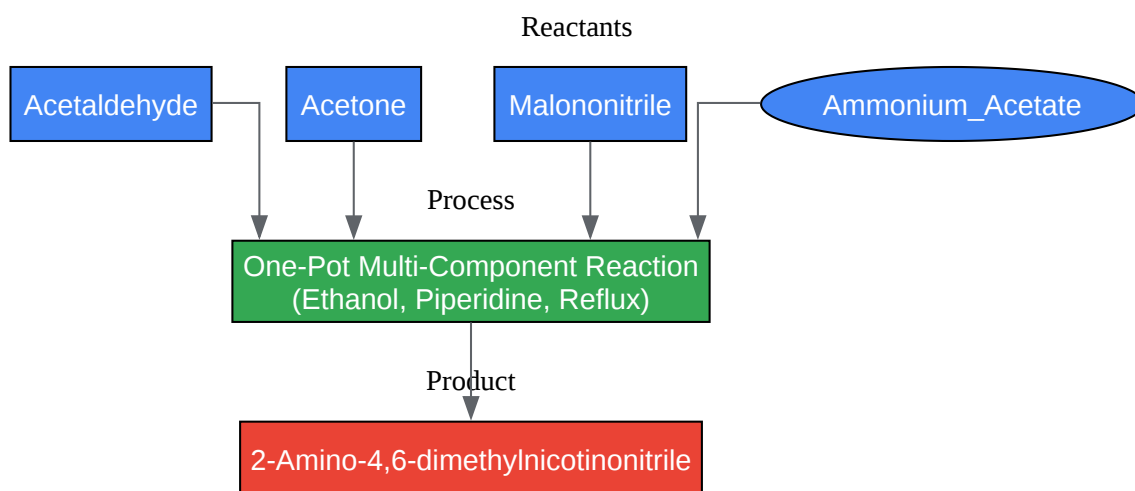 Reactants
Acetaldehyde
Acetone
Malononitrile
Ammonium_Acetate
Process
One-Pot Multi-Component Reaction
(Ethanol, Piperidine, Reflux)
Product
2-Amino-4,6-dimethylnicotinonitrile